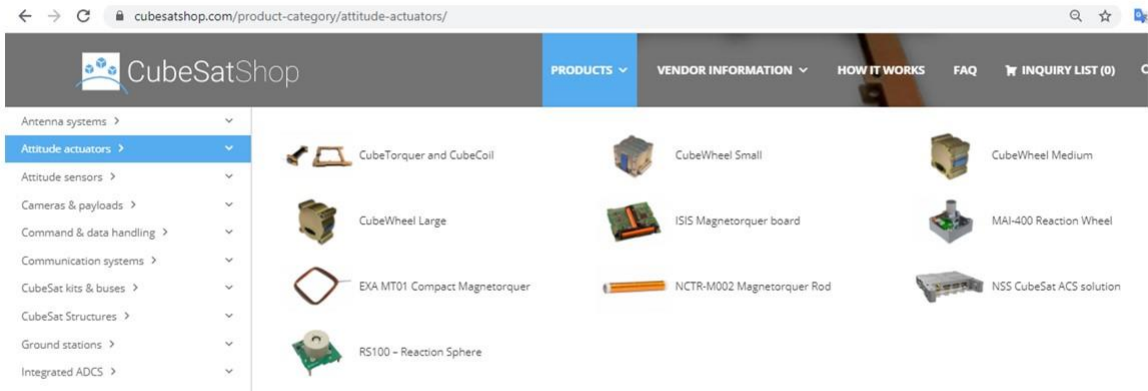 cubesatshop.com/product-category/attitude-actuators/
CubeSatShop
PRODUCTS
VENDOR INFORMATION
HOW IT WORKS
FAQ
INQUIRY LIST (0)
Antenna systems >
Attitude actuators >
Attitude sensors >
Cameras & payloads >
Command & data handling >
Communication systems >
CubeSat kits & buses >
CubeSat Structures >
Ground stations >
Integrated ADCS >
CubeTorquer and CubeCoil
CubeWheel Small
CubeWheel Medium
CubeWheel Large
ISIS Magnetorquer board
MAI-400 Reaction Wheel
EXA MT01 Compact Magnetorquer
NCTR-M002 Magnetorquer Rod
NSS CubeSat ACS solution
RS100 – Reaction Sphere